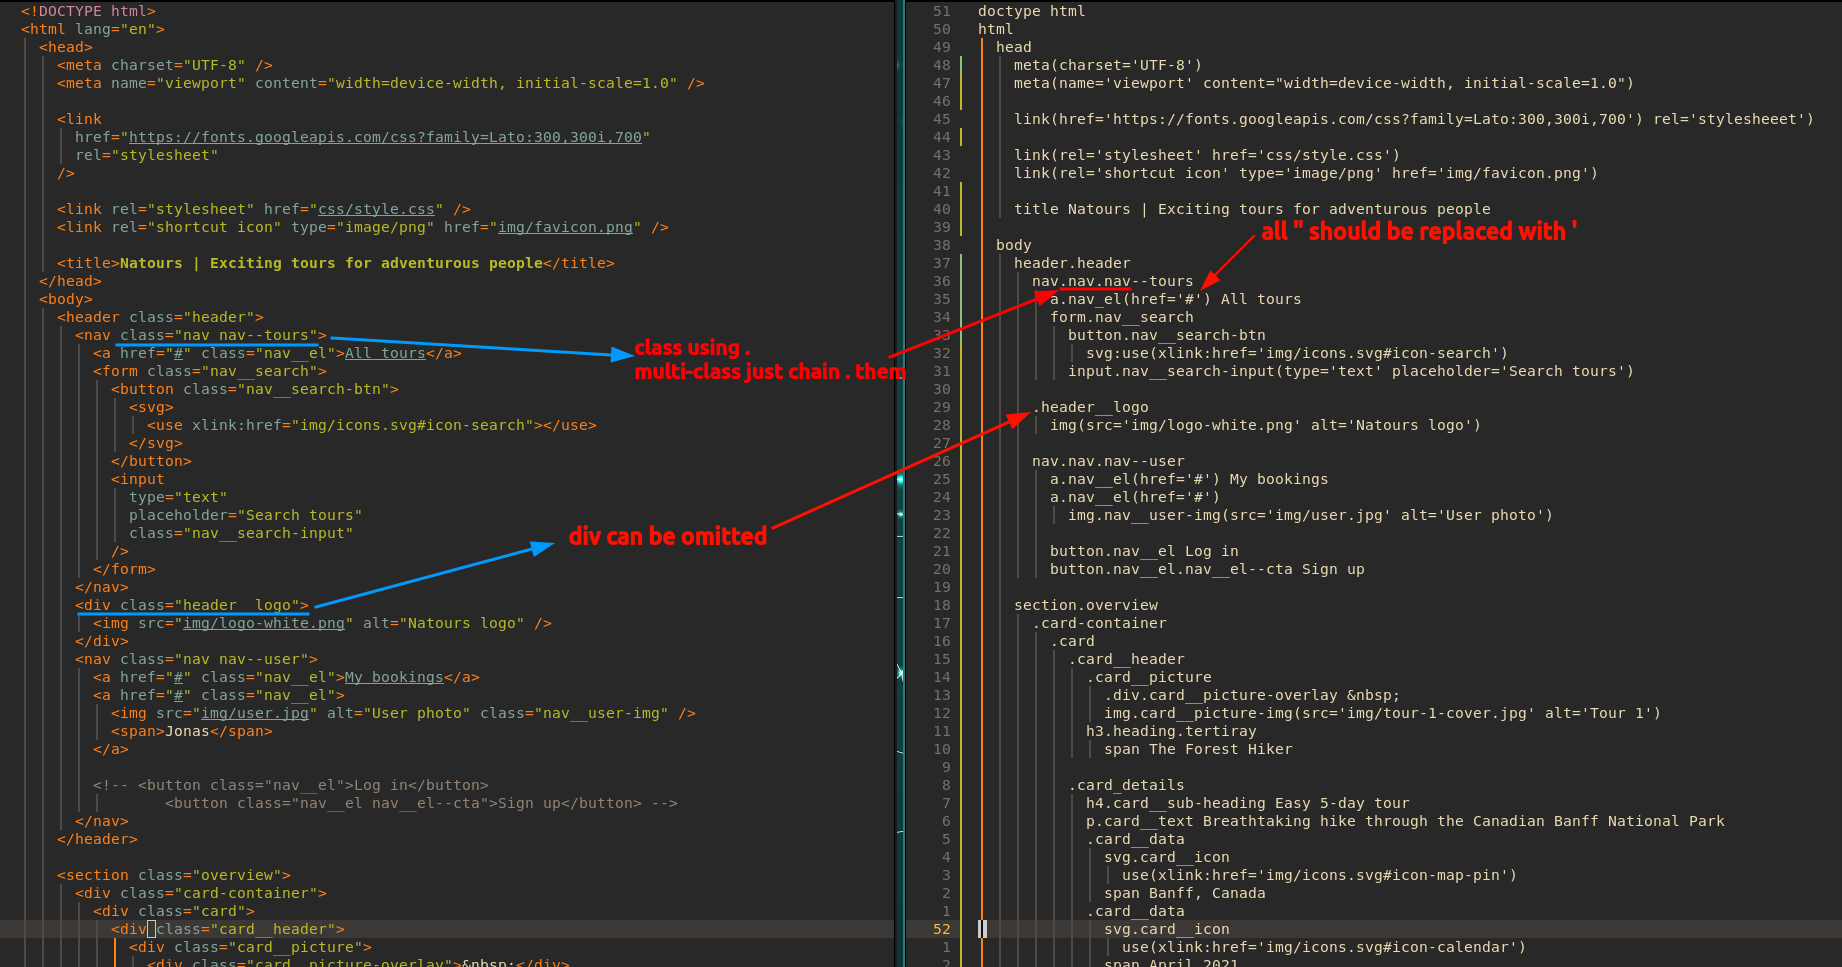 <!DOCTYPE html>
<html lang="en">
<head>
<meta charset="UTF-8" />
<meta name="viewport" content="width=device-width, initial-scale=1.0" />
<link
href="https://fonts.googleapis.com/css?family=Lato:300,300i,700"
rel="stylesheet"
/>
<link rel="stylesheet" href="css/style.css" />
<link rel="shortcut icon" type="image/png" href="img/favicon.png" />
<title>Natours | Exciting tours for adventurous people</title>
</head>
<body>
<header class="header">
<nav class="nav nav--tours">
<a href="#" class="nav__el">All tours</a>
<form class="nav__search">
<button class="nav__search-btn">
<svg>
<use xlink:href="img/icons.svg#icon-search"></use>
</svg>
</button>
<input
type="text"
placeholder="Search tours"
class="nav__search-input"
/>
</form>
</nav>
<div class="header__logo">
<img src="img/logo-white.png" alt="Natours logo" />
</div>
<nav class="nav nav--user">
<a href="#" class="nav__el">My bookings</a>
<a href="#" class="nav__el">
<img src="img/user.jpg" alt="User photo" class="nav__user-img" />
<span>Jonas</span>
</a>
<!-- <button class="nav__el">Log in</button>
<button class="nav__el nav__el--cta">Sign up</button> -->
</nav>
</header>
<section class="overview">
<div class="card-container">
<div class="card">
<div class="card__header">
<div class="card__picture">
<div class="card__picture-overlay">&nbsp;</div>
class using .
multi-class just chain . them
div can be omitted
51 doctype html
50 html
49 head
48 meta(charset='UTF-8')
47 meta(name='viewport' content="width=device-width, initial-scale=1.0")
46
45 link(href='https://fonts.googleapis.com/css?family=Lato:300,300i,700') rel='stylesheeet')
44
43 link(rel='stylesheet' href='css/style.css')
42 link(rel='shortcut icon' type='image/png' href='img/favicon.png')
41
40 title Natours | Exciting tours for adventurous people
39
all " should be replaced with '
38 body
37 header.header
36 nav.nav.nav--tours
35 a.nav_el(href='#') All tours
34 form.nav__search
33 button.nav__search-btn
32 svg:use(xlink:href='img/icons.svg#icon-search')
31 input.nav__search-input(type='text' placeholder='Search tours')
30
29 .header__logo
28 img(src='img/logo-white.png' alt='Natours logo')
27
26 nav.nav.nav--user
25 a.nav__el(href='#') My bookings
24 a.nav__el(href='#')
23 img.nav__user-img(src='img/user.jpg' alt='User photo')
22
21 button.nav__el Log in
20 button.nav__el.nav__el--cta Sign up
19
18 section.overview
17 .card-container
16 .card
15 .card__header
14 .card__picture
13 .div.card__picture-overlay &nbsp;
12 img.card__picture-img(src='img/tour-1-cover.jpg' alt='Tour 1')
11 h3.heading.tertiray
10 span The Forest Hiker
9
8 .card_details
7 h4.card__sub-heading Easy 5-day tour
6 p.card__text Breathtaking hike through the Canadian Banff National Park
5 .card__data
4 svg.card__icon
3 use(xlink:href='img/icons.svg#icon-map-pin')
2 span Banff, Canada
1 .card__data
52 svg.card__icon
1 use(xlink:href='img/icons.svg#icon-calendar')
2 span April 2021